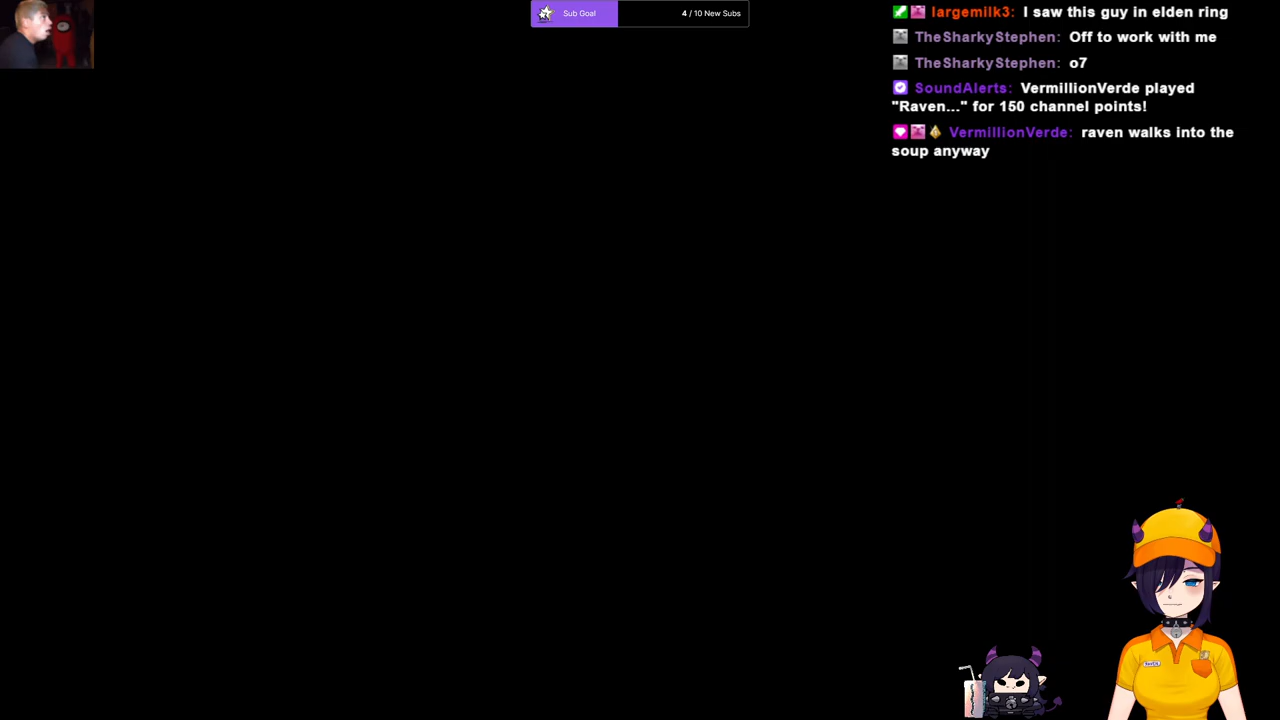 Sub Goal
4 / 10 New Subs
largemilk3: I saw this guy in elden ring
TheSharkyStephen: Off to work with me
TheSharkyStephen: o7
SoundAlerts: VermillionVerde played
"Raven..." for 150 channel points!
VermillionVerde: raven walks into the
soup anyway